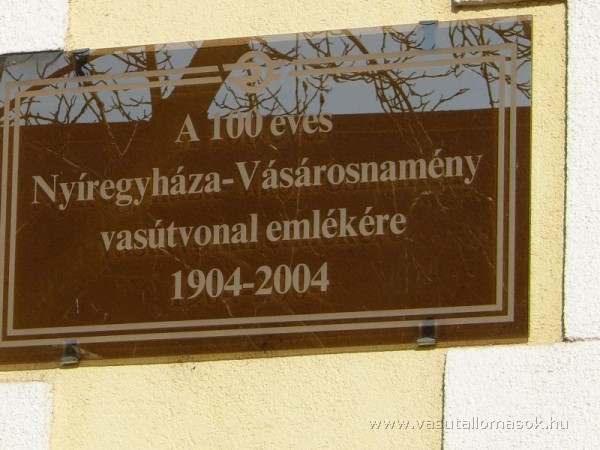 A 100 éves
Nyíregyháza-Vásárosnamény
vasútvonal emlékére
1904-2004
www.vasutallomasok.hu